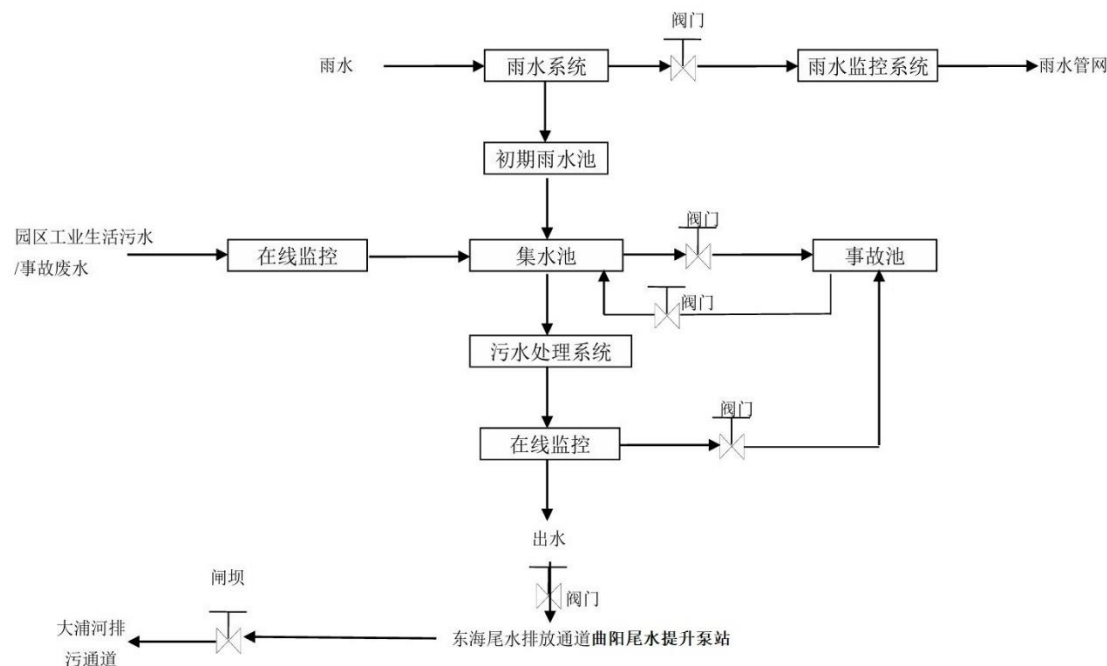 阀门
雨水
雨水系统
雨水监控系统
雨水管网
初期雨水池
园区工业生活污水
/事故废水
在线监控
集水池
阀门
事故池
阀门
污水处理系统
在线监控
阀门
出水
阀门
闸坝
大浦河排
污通道
东海尾水排放通道曲阳尾水提升泵站